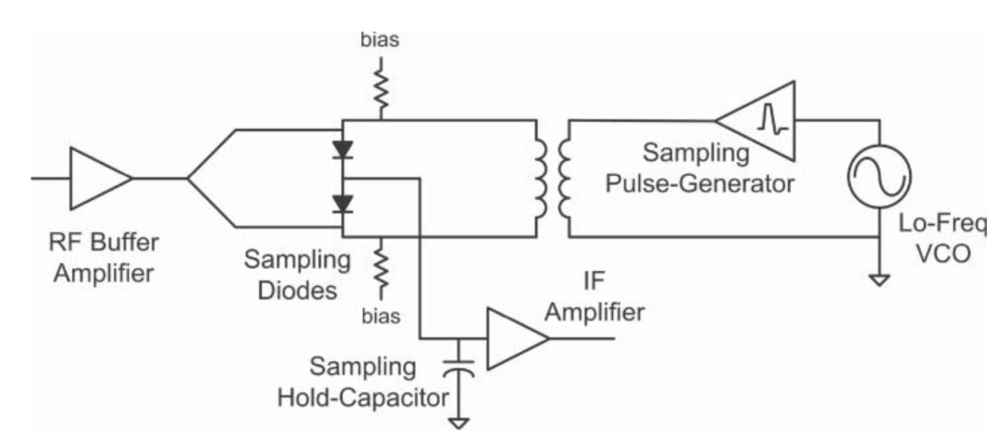 bias
Sampling
Pulse-Generator
RF Buffer
Amplifier
Sampling
Diodes
bias
Lo-Freq
VCO
IF
Amplifier
Sampling
Hold-Capacitor